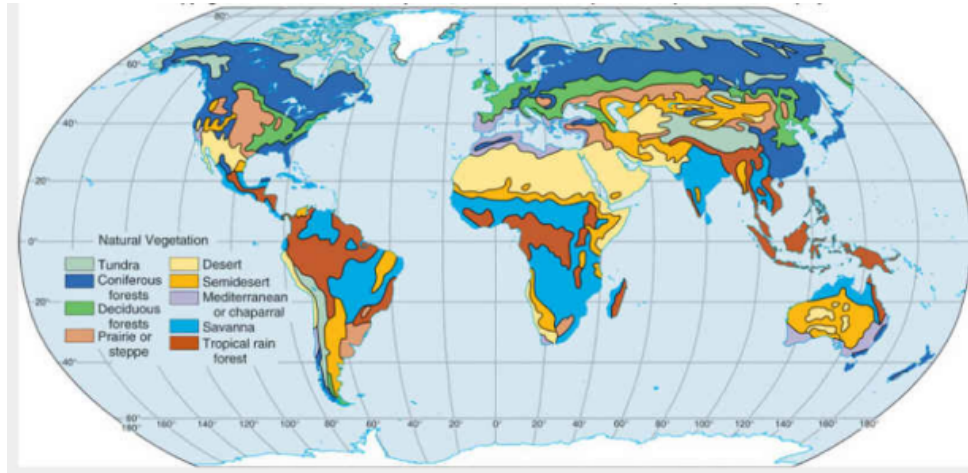 80°
60°
40°
20°
0°
20°
40°
60°
80°
180°
160° 140° 120° 100° 80° 60° 40° 20° 0° 20° 40° 60° 80° 100° 120° 140° 160° 180°
Natural Vegetation
Tundra
Coniferous
forests
Deciduous
forests
Prairie or
steppe
Desert
Semidesert
Mediterranean
or chaparral
Savanna
Tropical rain
forest